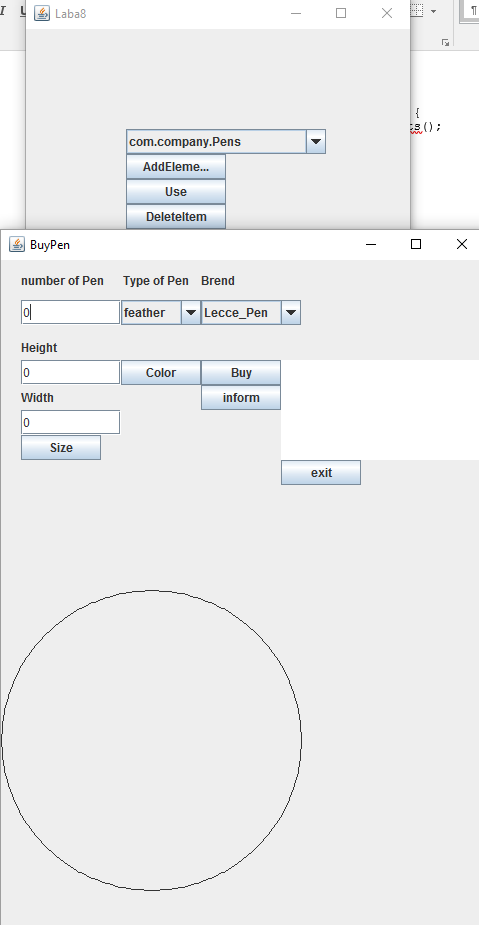 Laba8
{
();
com.company.Pens
AddEleme...
Use
DeleteItem
BuyPen
number of Pen Type of Pen Brend
0 feather Lecce_Pen
Height
0 Color Buy
Width inform
0
Size
exit